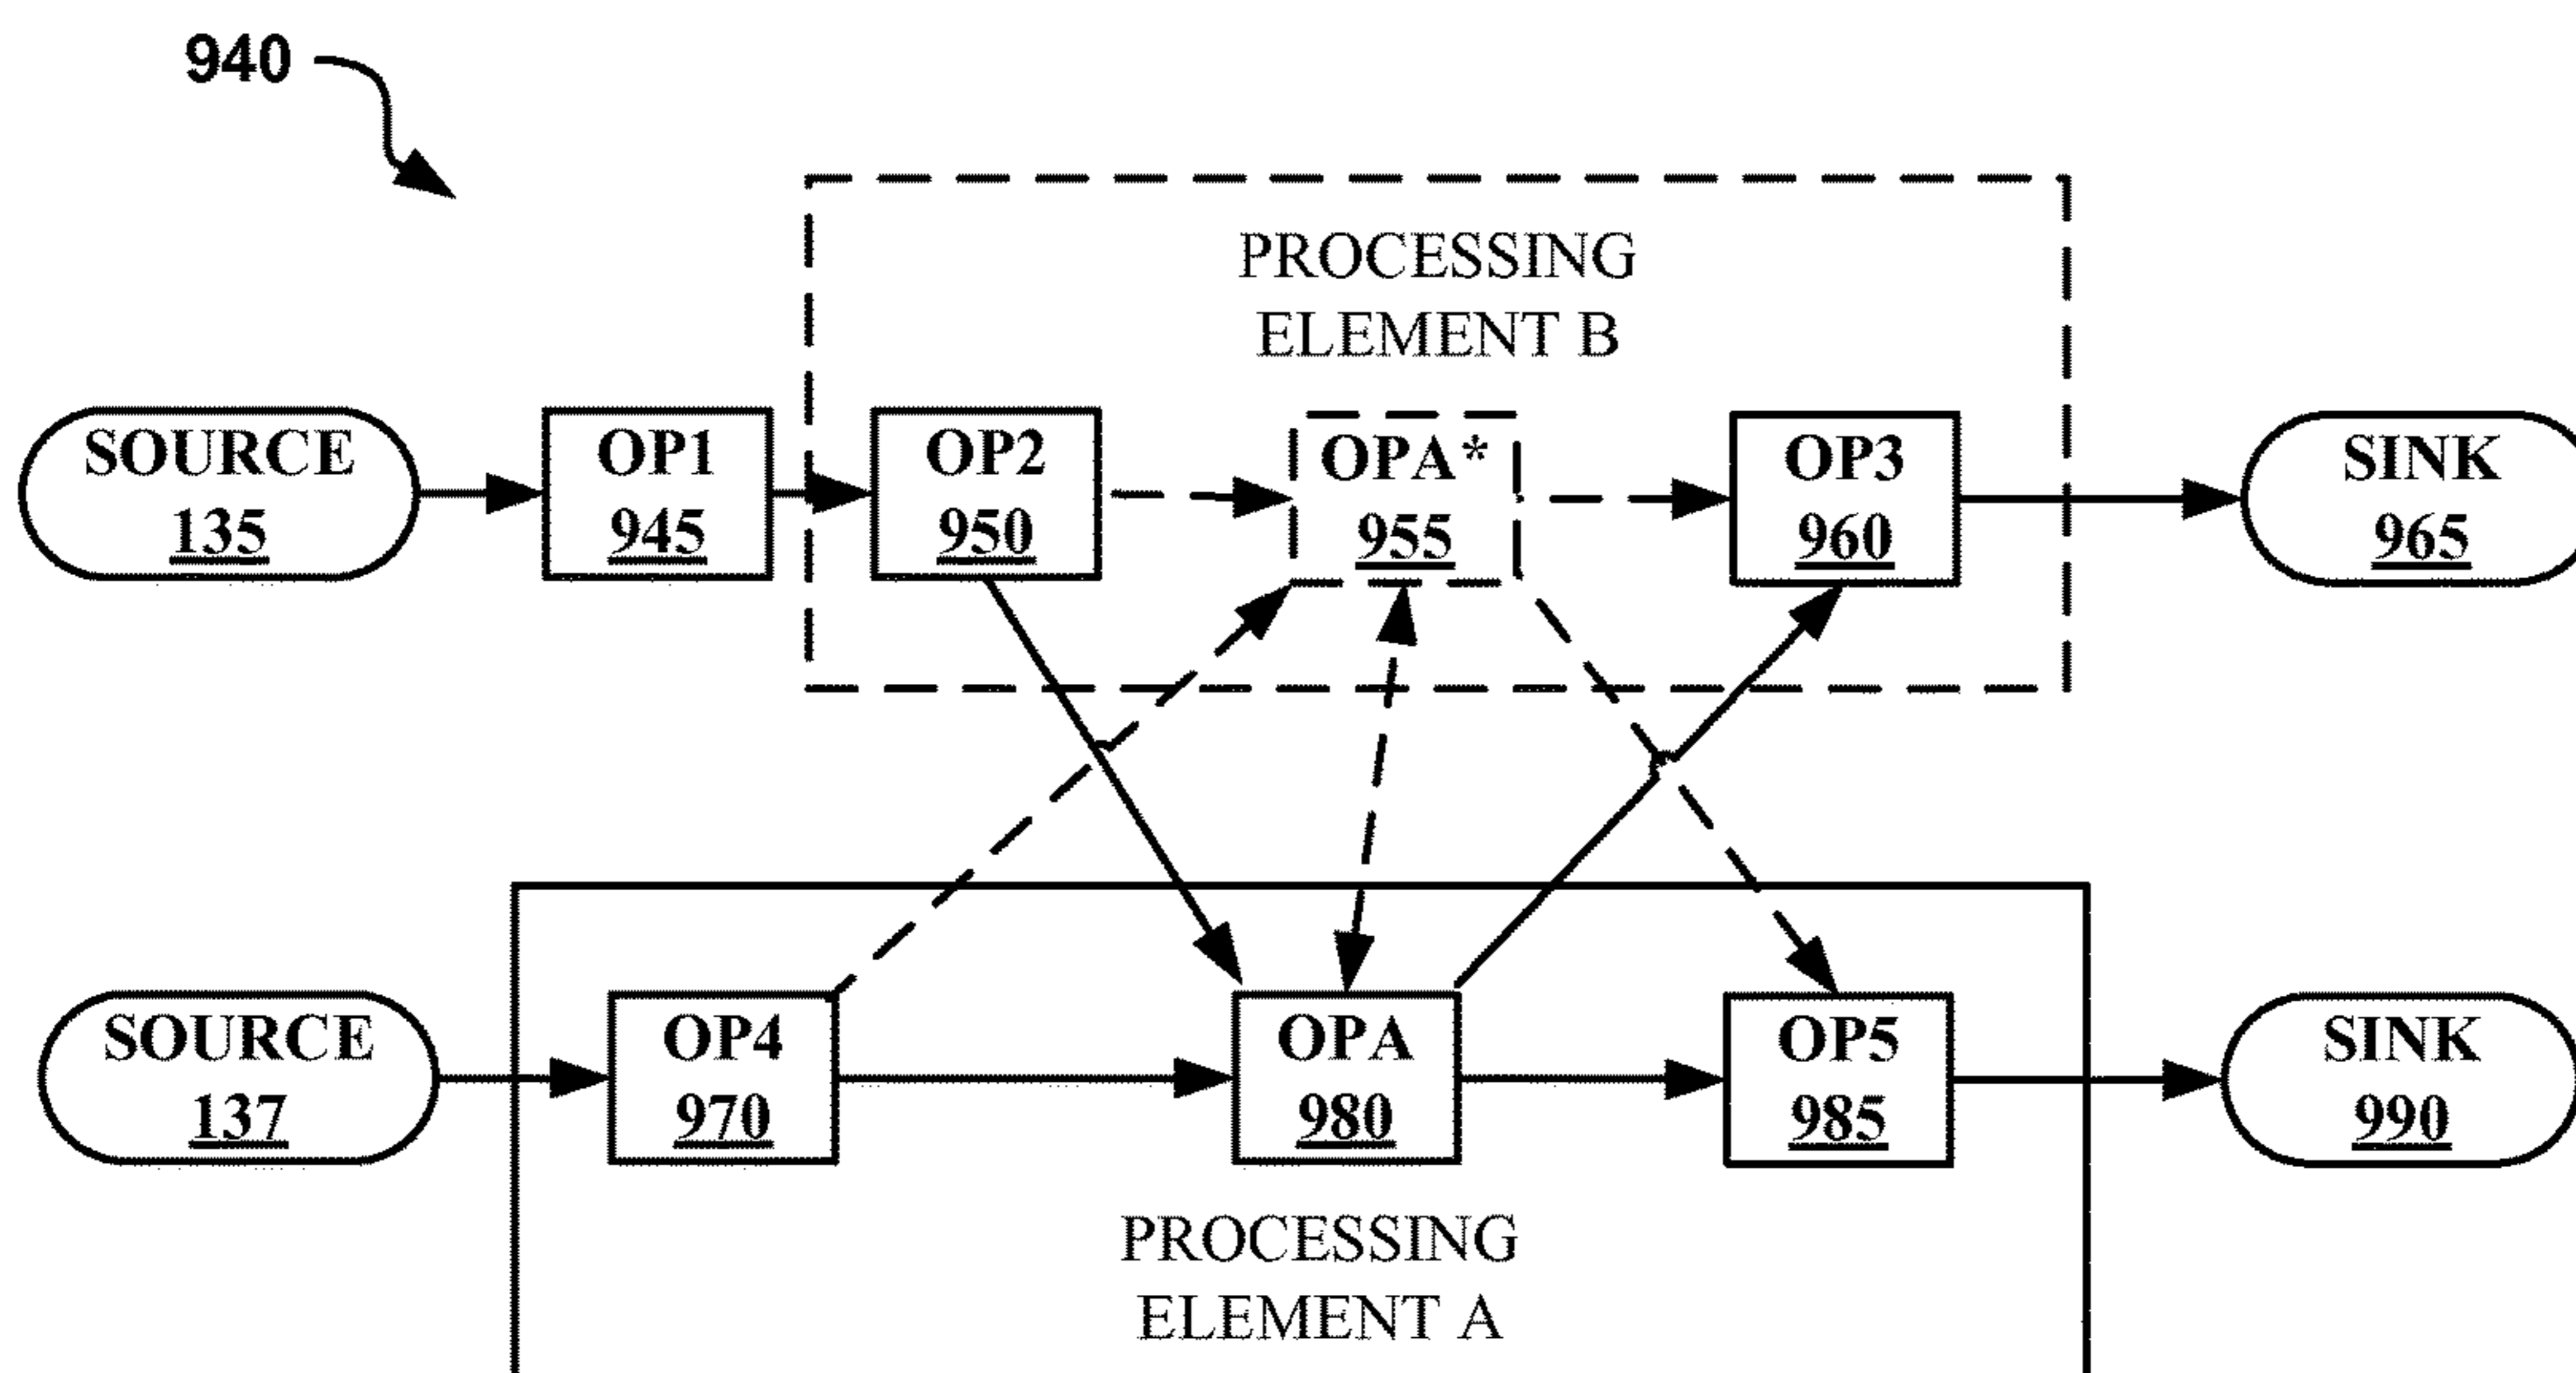 940
PROCESSING
ELEMENT B
SOURCE
135
OP1
945
OP2
950
OPA*
955
OP3
960
SINK
965
SOURCE
137
OP4
970
OPA
980
OP5
985
SINK
990
PROCESSING
ELEMENT A